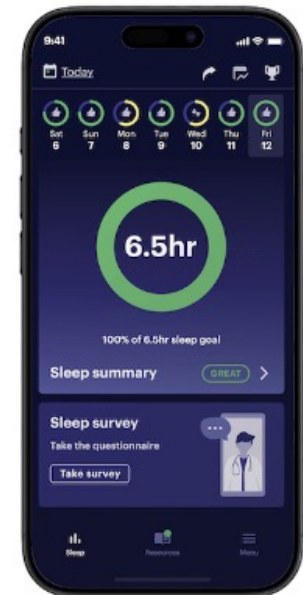 9:41
Today
Sat Sun Mon Tue Wed Thu Fri
6 7 8 9 10 11 12
6.5hr
100% of 6.5hr sleep goal
Sleep summary GREAT
Sleep survey
Take the questionnaire
Take survey
Sleep Resources Menu